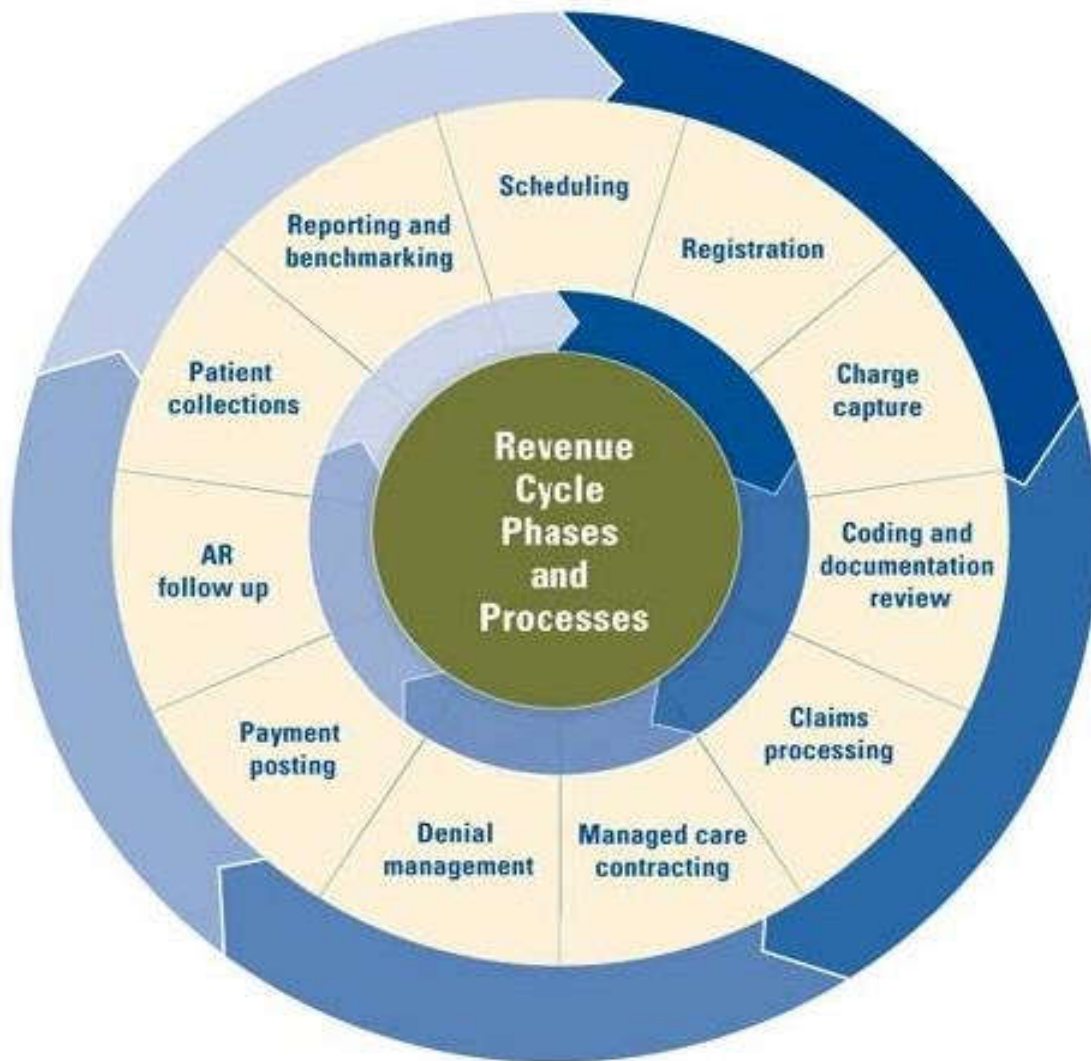 Scheduling
Registration
Charge
capture
Coding and
documentation
review
Claims
processing
Managed care
contracting
Denial
management
Payment
posting
AR
follow up
Patient
collections
Reporting and
benchmarking
Revenue
Cycle
Phases
and
Processes